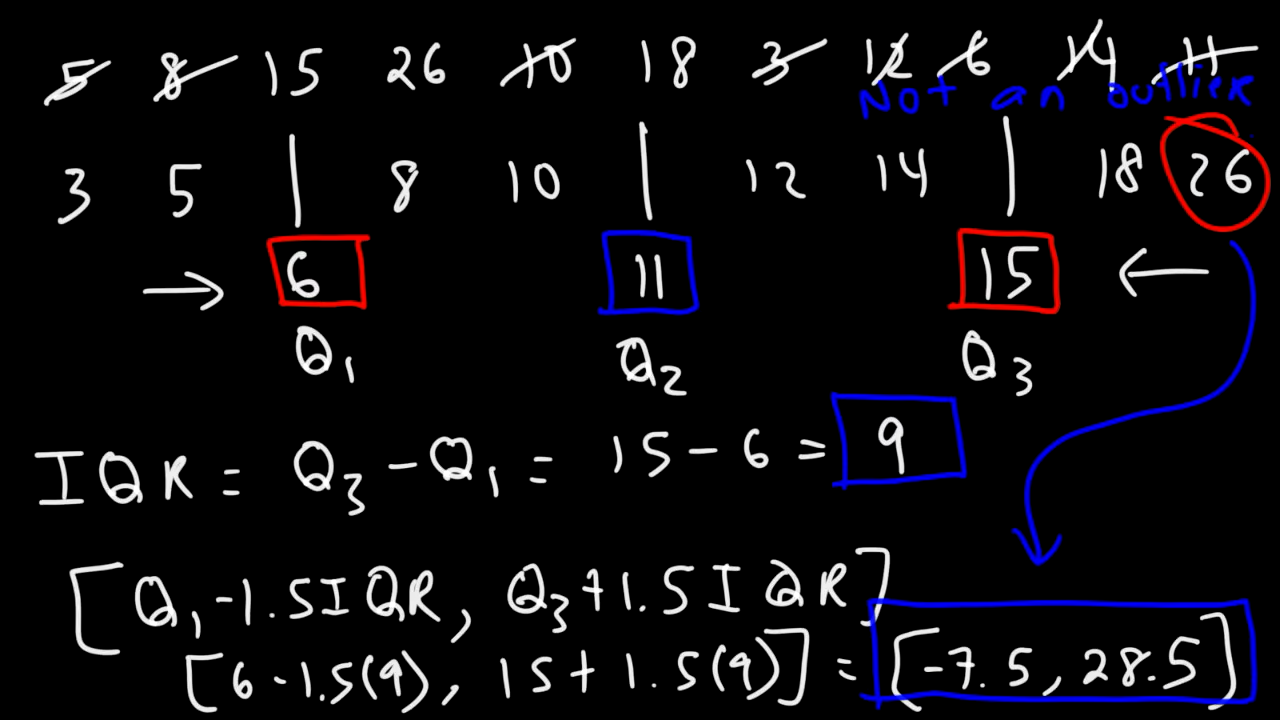 5 8 15 26 10 18 3 12 6 14 11
Not an outlier
3 5 | 8 10 | 12 14 | 18 26
→ 6 11 15 ←
Q₁ Q₂ Q₃
IQR = Q₃ - Q₁ = 15 - 6 = 9
[Q₁ - 1.5IQR, Q₃ + 1.5IQR]
[6 - 1.5(9), 15 + 1.5(9)] = [-7.5, 28.5]